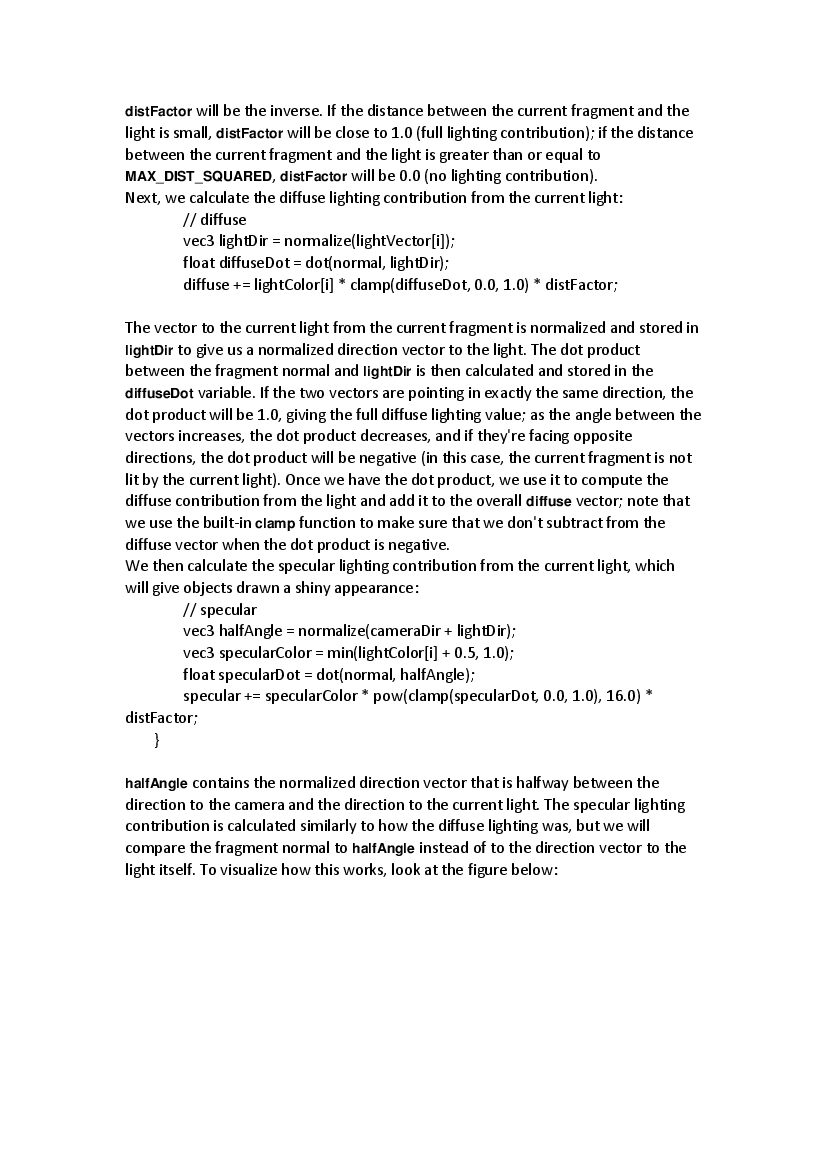 distFactor will be the inverse. If the distance between the current fragment and the
light is small, distFactor will be close to 1.0 (full lighting contribution); if the distance
between the current fragment and the light is greater than or equal to
MAX_DIST_SQUARED, distFactor will be 0.0 (no lighting contribution).
Next, we calculate the diffuse lighting contribution from the current light:
// diffuse
vec3 lightDir = normalize(lightVector[i]);
float diffuseDot = dot(normal, lightDir);
diffuse += lightColor[i] * clamp(diffuseDot, 0.0, 1.0) * distFactor;
The vector to the current light from the current fragment is normalized and stored in
lightDir to give us a normalized direction vector to the light. The dot product
between the fragment normal and lightDir is then calculated and stored in the
diffuseDot variable. If the two vectors are pointing in exactly the same direction, the
dot product will be 1.0, giving the full diffuse lighting value; as the angle between the
vectors increases, the dot product decreases, and if they're facing opposite
directions, the dot product will be negative (in this case, the current fragment is not
lit by the current light). Once we have the dot product, we use it to compute the
diffuse contribution from the light and add it to the overall diffuse vector; note that
we use the built-in clamp function to make sure that we don't subtract from the
diffuse vector when the dot product is negative.
We then calculate the specular lighting contribution from the current light, which
will give objects drawn a shiny appearance:
// specular
vec3 halfAngle = normalize(cameraDir + lightDir);
vec3 specularColor = min(lightColor[i] + 0.5, 1.0);
float specularDot = dot(normal, halfAngle);
specular += specularColor * pow(clamp(specularDot, 0.0, 1.0), 16.0) *
distFactor;
}
halfAngle contains the normalized direction vector that is halfway between the
direction to the camera and the direction to the current light. The specular lighting
contribution is calculated similarly to how the diffuse lighting was, but we will
compare the fragment normal to halfAngle instead of to the direction vector to the
light itself. To visualize how this works, look at the figure below: